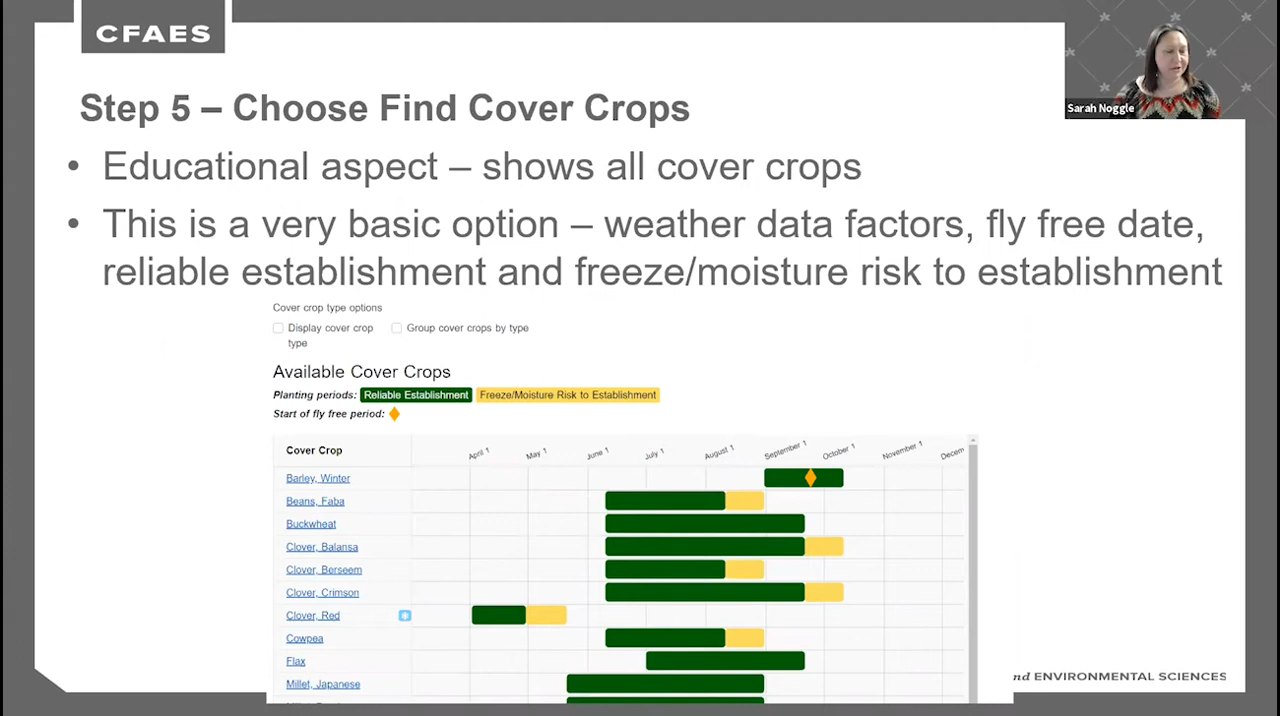 CFAES
Sarah Noggle
Step 5 – Choose Find Cover Crops
• Educational aspect – shows all cover crops
• This is a very basic option – weather data factors, fly free date,
reliable establishment and freeze/moisture risk to establishment
Cover crop type options
Display cover crop
type
Group cover crops by type
Available Cover Crops
Planting periods: Reliable Establishment Freeze/Moisture Risk to Establishment
Start of fly free period:
Cover Crop April 1 May 1 June 1 July 1 August 1 September 1 October 1 November 1 Decem
Barley, Winter
Beans, Faba
Buckwheat
Clover, Balansa
Clover, Berseem
Clover, Crimson
Clover, Red
Cowpea
Flax
Millet, Japanese
nd ENVIRONMENTAL SCIENCES